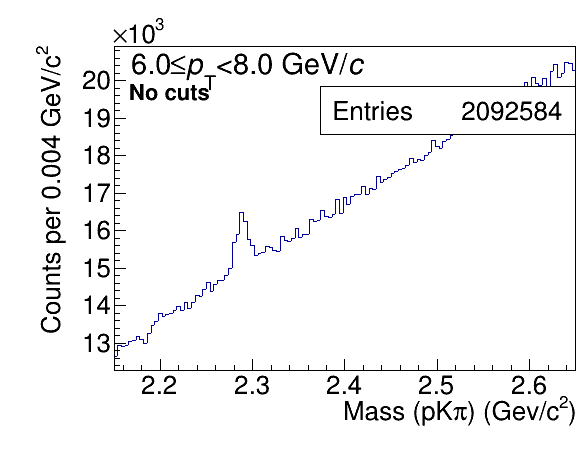 ×10³
6.0≤p_T<8.0 GeV/c
No cuts
Entries 2092584
Counts per 0.004 GeV/c²
20
19
18
17
16
15
14
13
2.2 2.3 2.4 2.5 2.6
Mass (pKπ) (Gev/c²)